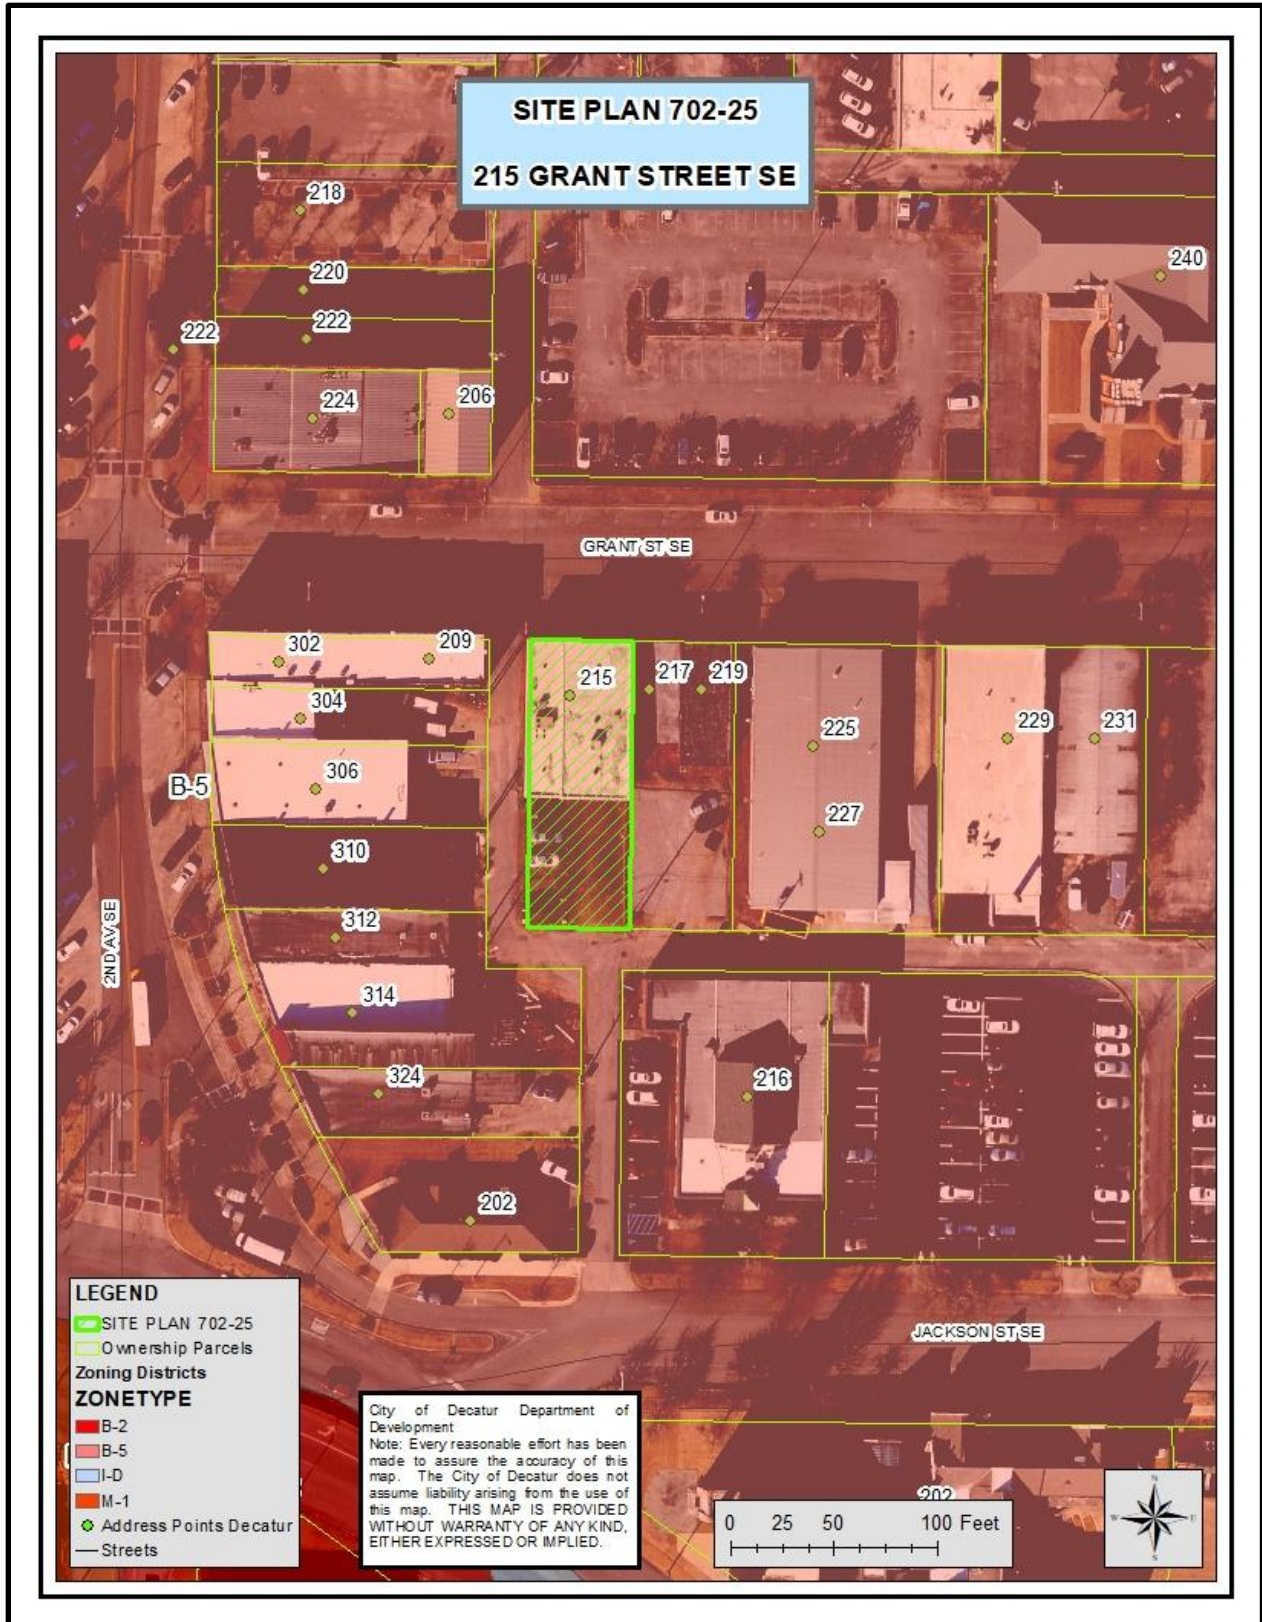 SITE PLAN 702-25
215 GRANT STREET SE
218
240
220
222
222
224
206
GRANT ST SE
302
209
215
217
219
304
225
229
231
B-5
306
227
310
2ND AV SE
312
314
324
216
202
JACKSON ST SE
LEGEND
SITE PLAN 702-25
Ownership Parcels
Zoning Districts
ZONETYPE
B-2
B-5
I-D
M-1
Address Points Decatur
Streets
City of Decatur Department of
Development
Note: Every reasonable effort has been
made to assure the accuracy of this
map. The City of Decatur does not
assume liability arising from the use of
this map. THIS MAP IS PROVIDED
WITHOUT WARRANTY OF ANY KIND,
EITHER EXPRESSED OR IMPLIED.
202
0 25 50 100 Feet
N
W
S